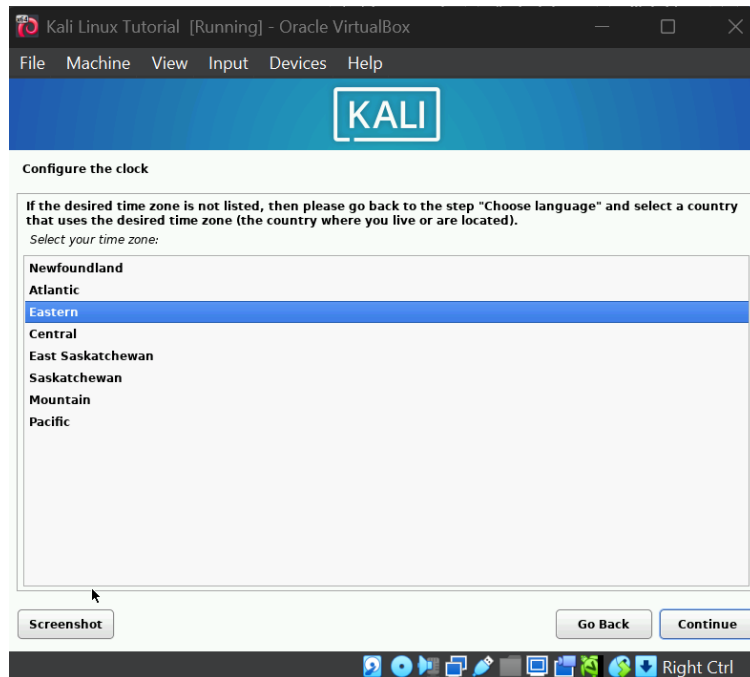 Kali Linux Tutorial [Running] - Oracle VirtualBox
File Machine View Input Devices Help
KALI
Configure the clock
If the desired time zone is not listed, then please go back to the step "Choose language" and select a country
that uses the desired time zone (the country where you live or are located).
Select your time zone:
Newfoundland
Atlantic
Eastern
Central
East Saskatchewan
Saskatchewan
Mountain
Pacific
Screenshot
Go Back
Continue
Right Ctrl